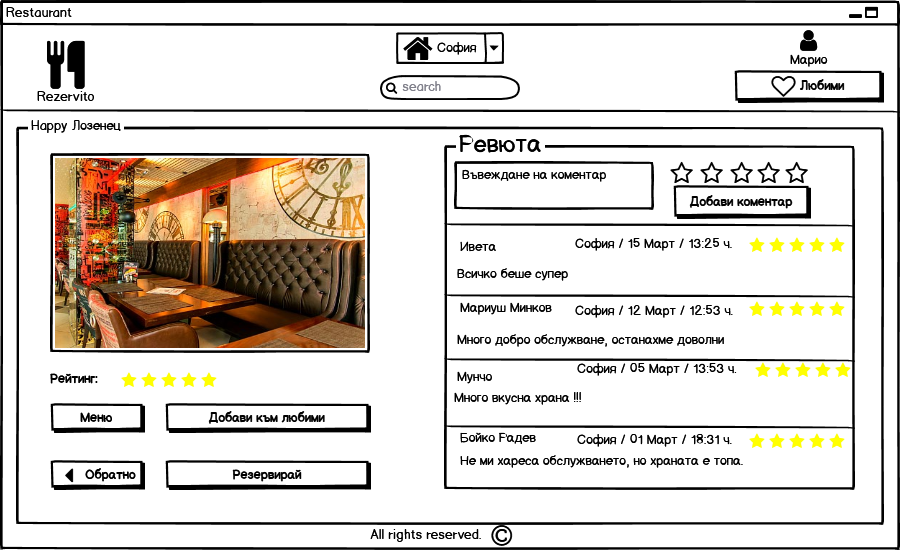 Restaurant
Rezervito
София
search
Марио
Любими
Happy Лозенец
Рейтинг:
Меню
Добави към любими
Обратно
Резервирай
Ревюта
Въвеждане на коментар
Добави коментар
Ивета
София / 15 Март / 13:25 ч.
Всичко беше супер
Мариуш Минков
София / 12 Март / 12:53 ч.
Много добро обслужване, останахме доволни
Мунчо
София / 05 Март / 13:53 ч.
Много вкусна храна !!!
Бойко Радев
София / 01 Март / 18:31 ч.
Не ми хареса обслужването, но храната е топа.
All rights reserved. ©